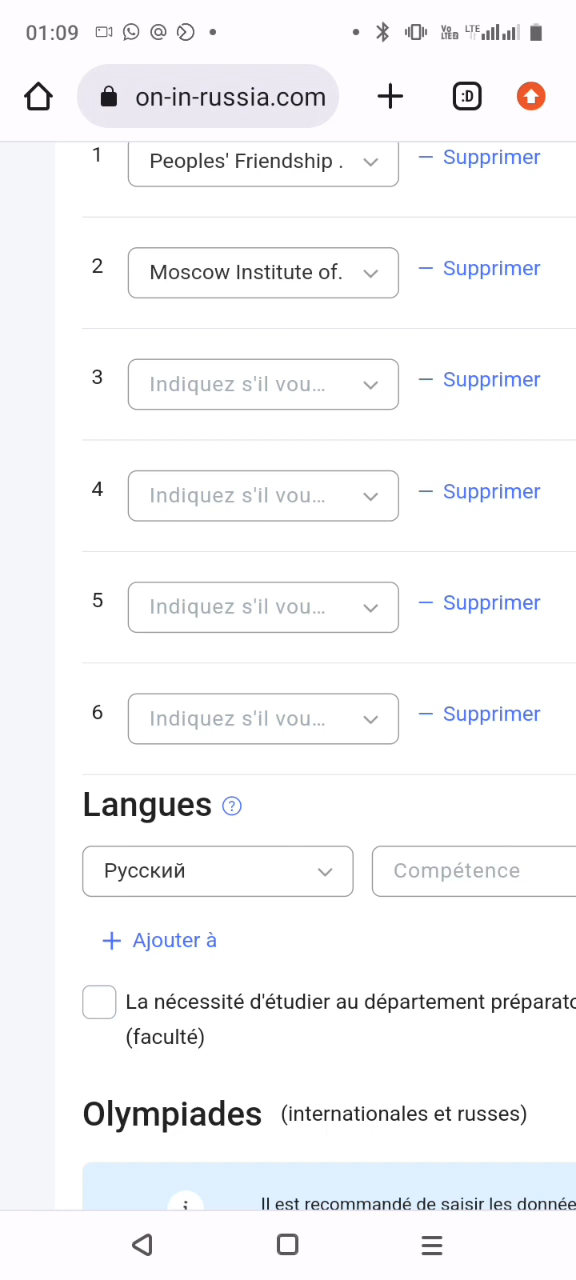 01:09
on-in-russia.com
:D
1 Peoples' Friendship . — Supprimer
2 Moscow Institute of. — Supprimer
3 Indiquez s'il vou... — Supprimer
4 Indiquez s'il vou... — Supprimer
5 Indiquez s'il vou... — Supprimer
6 Indiquez s'il vou... — Supprimer
Langues ?
Русский Compétence
+ Ajouter à
La nécessité d'étudier au département préparato
(faculté)
Olympiades (internationales et russes)
i Il est recommandé de saisir les donnée